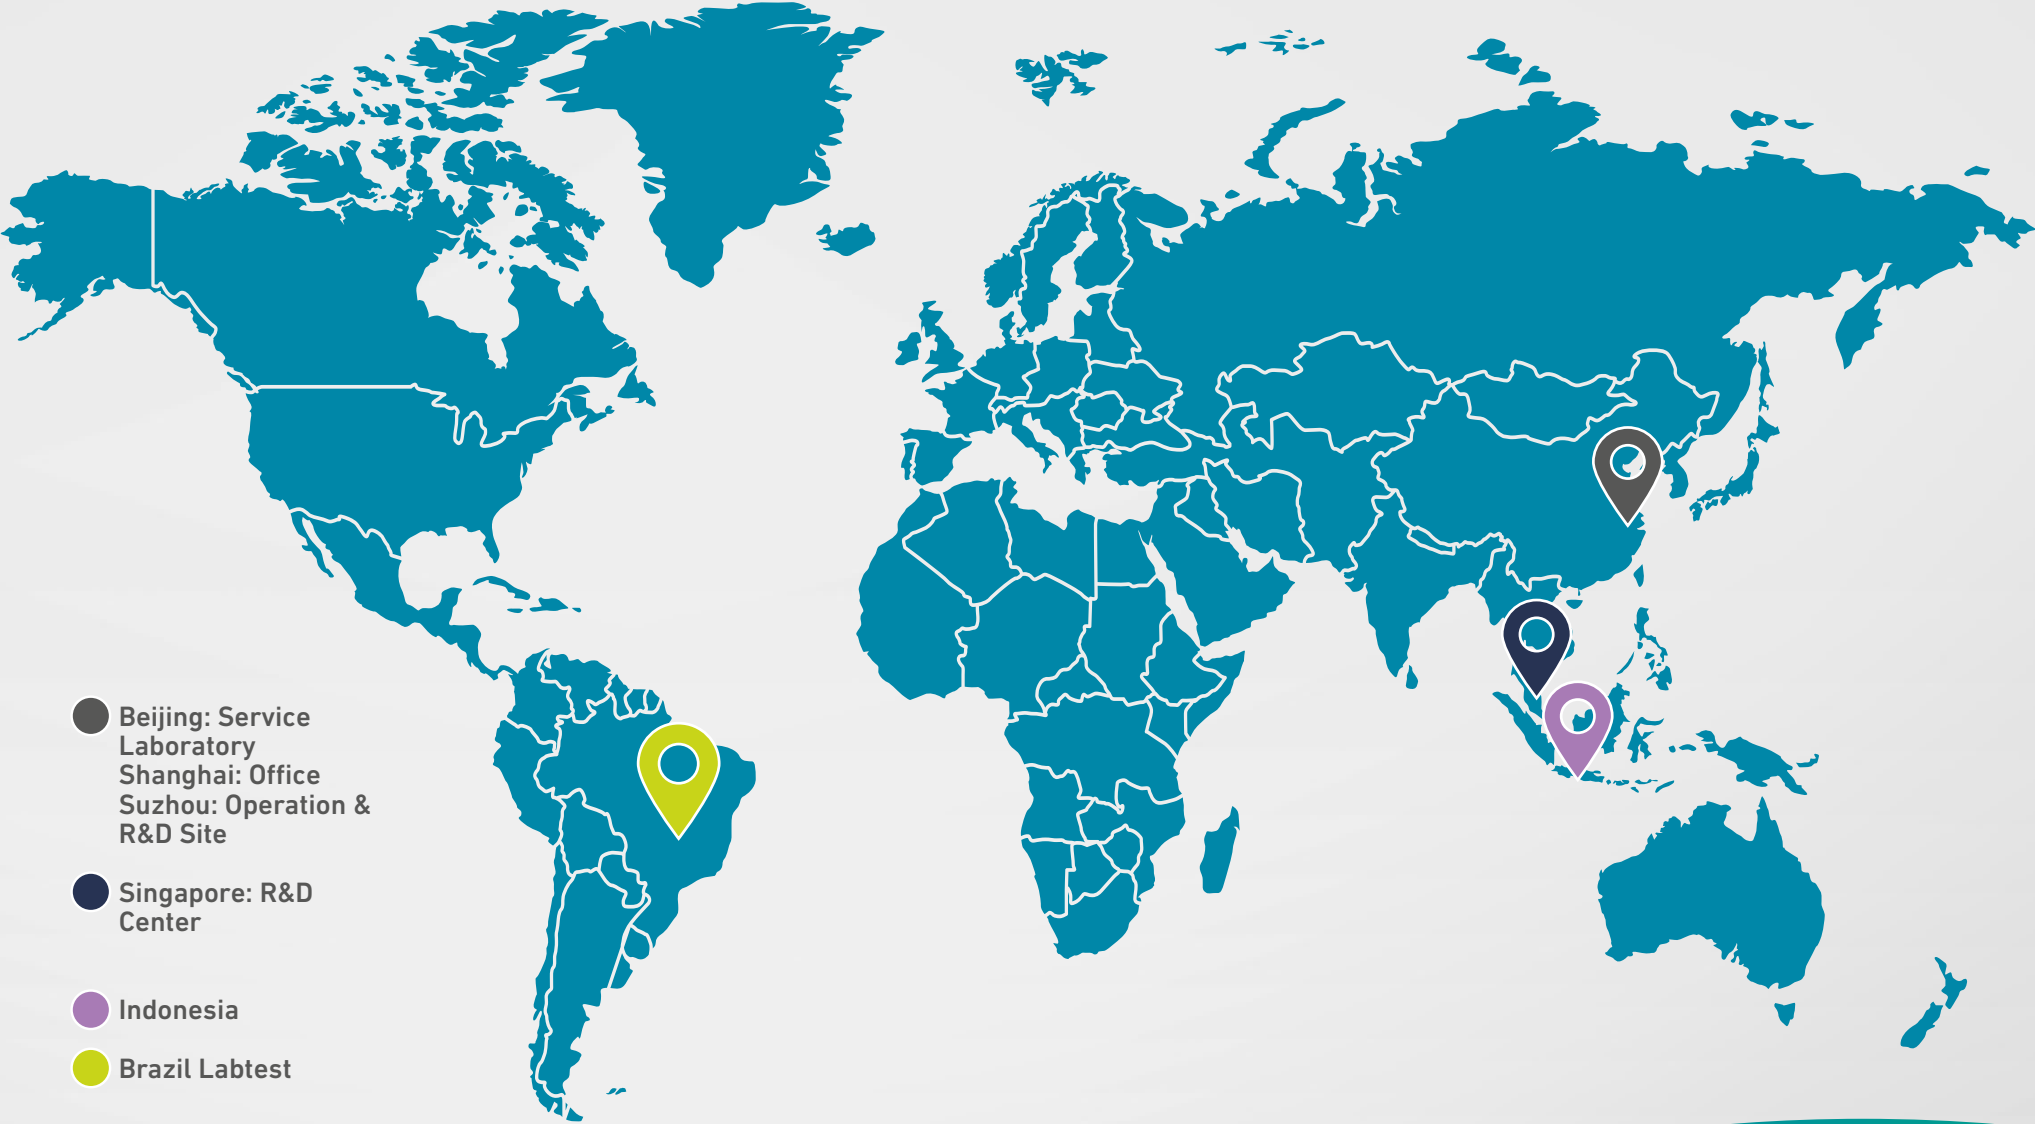 Beijing: Service
Laboratory
Shanghai: Office
Suzhou: Operation &
R&D Site
Singapore: R&D
Center
Indonesia
Brazil Labtest